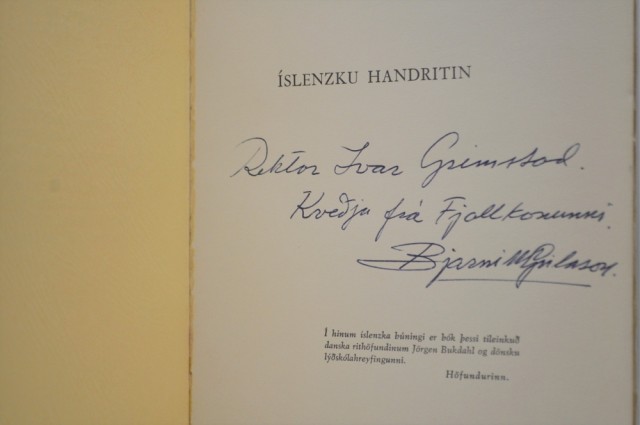 ÍSLENZKU HANDRITIN
Rektor Ivar Grimstad.
Kveðja frá Fjallkonunni.
Bjarni M Gíslason.
Í hinum íslenzka búningi er bók þessi tileinkuð
danska rithöfundinum Jörgen Bukdahl og dönsku
lýðskólahreyfingunni.
Höfundurinn.